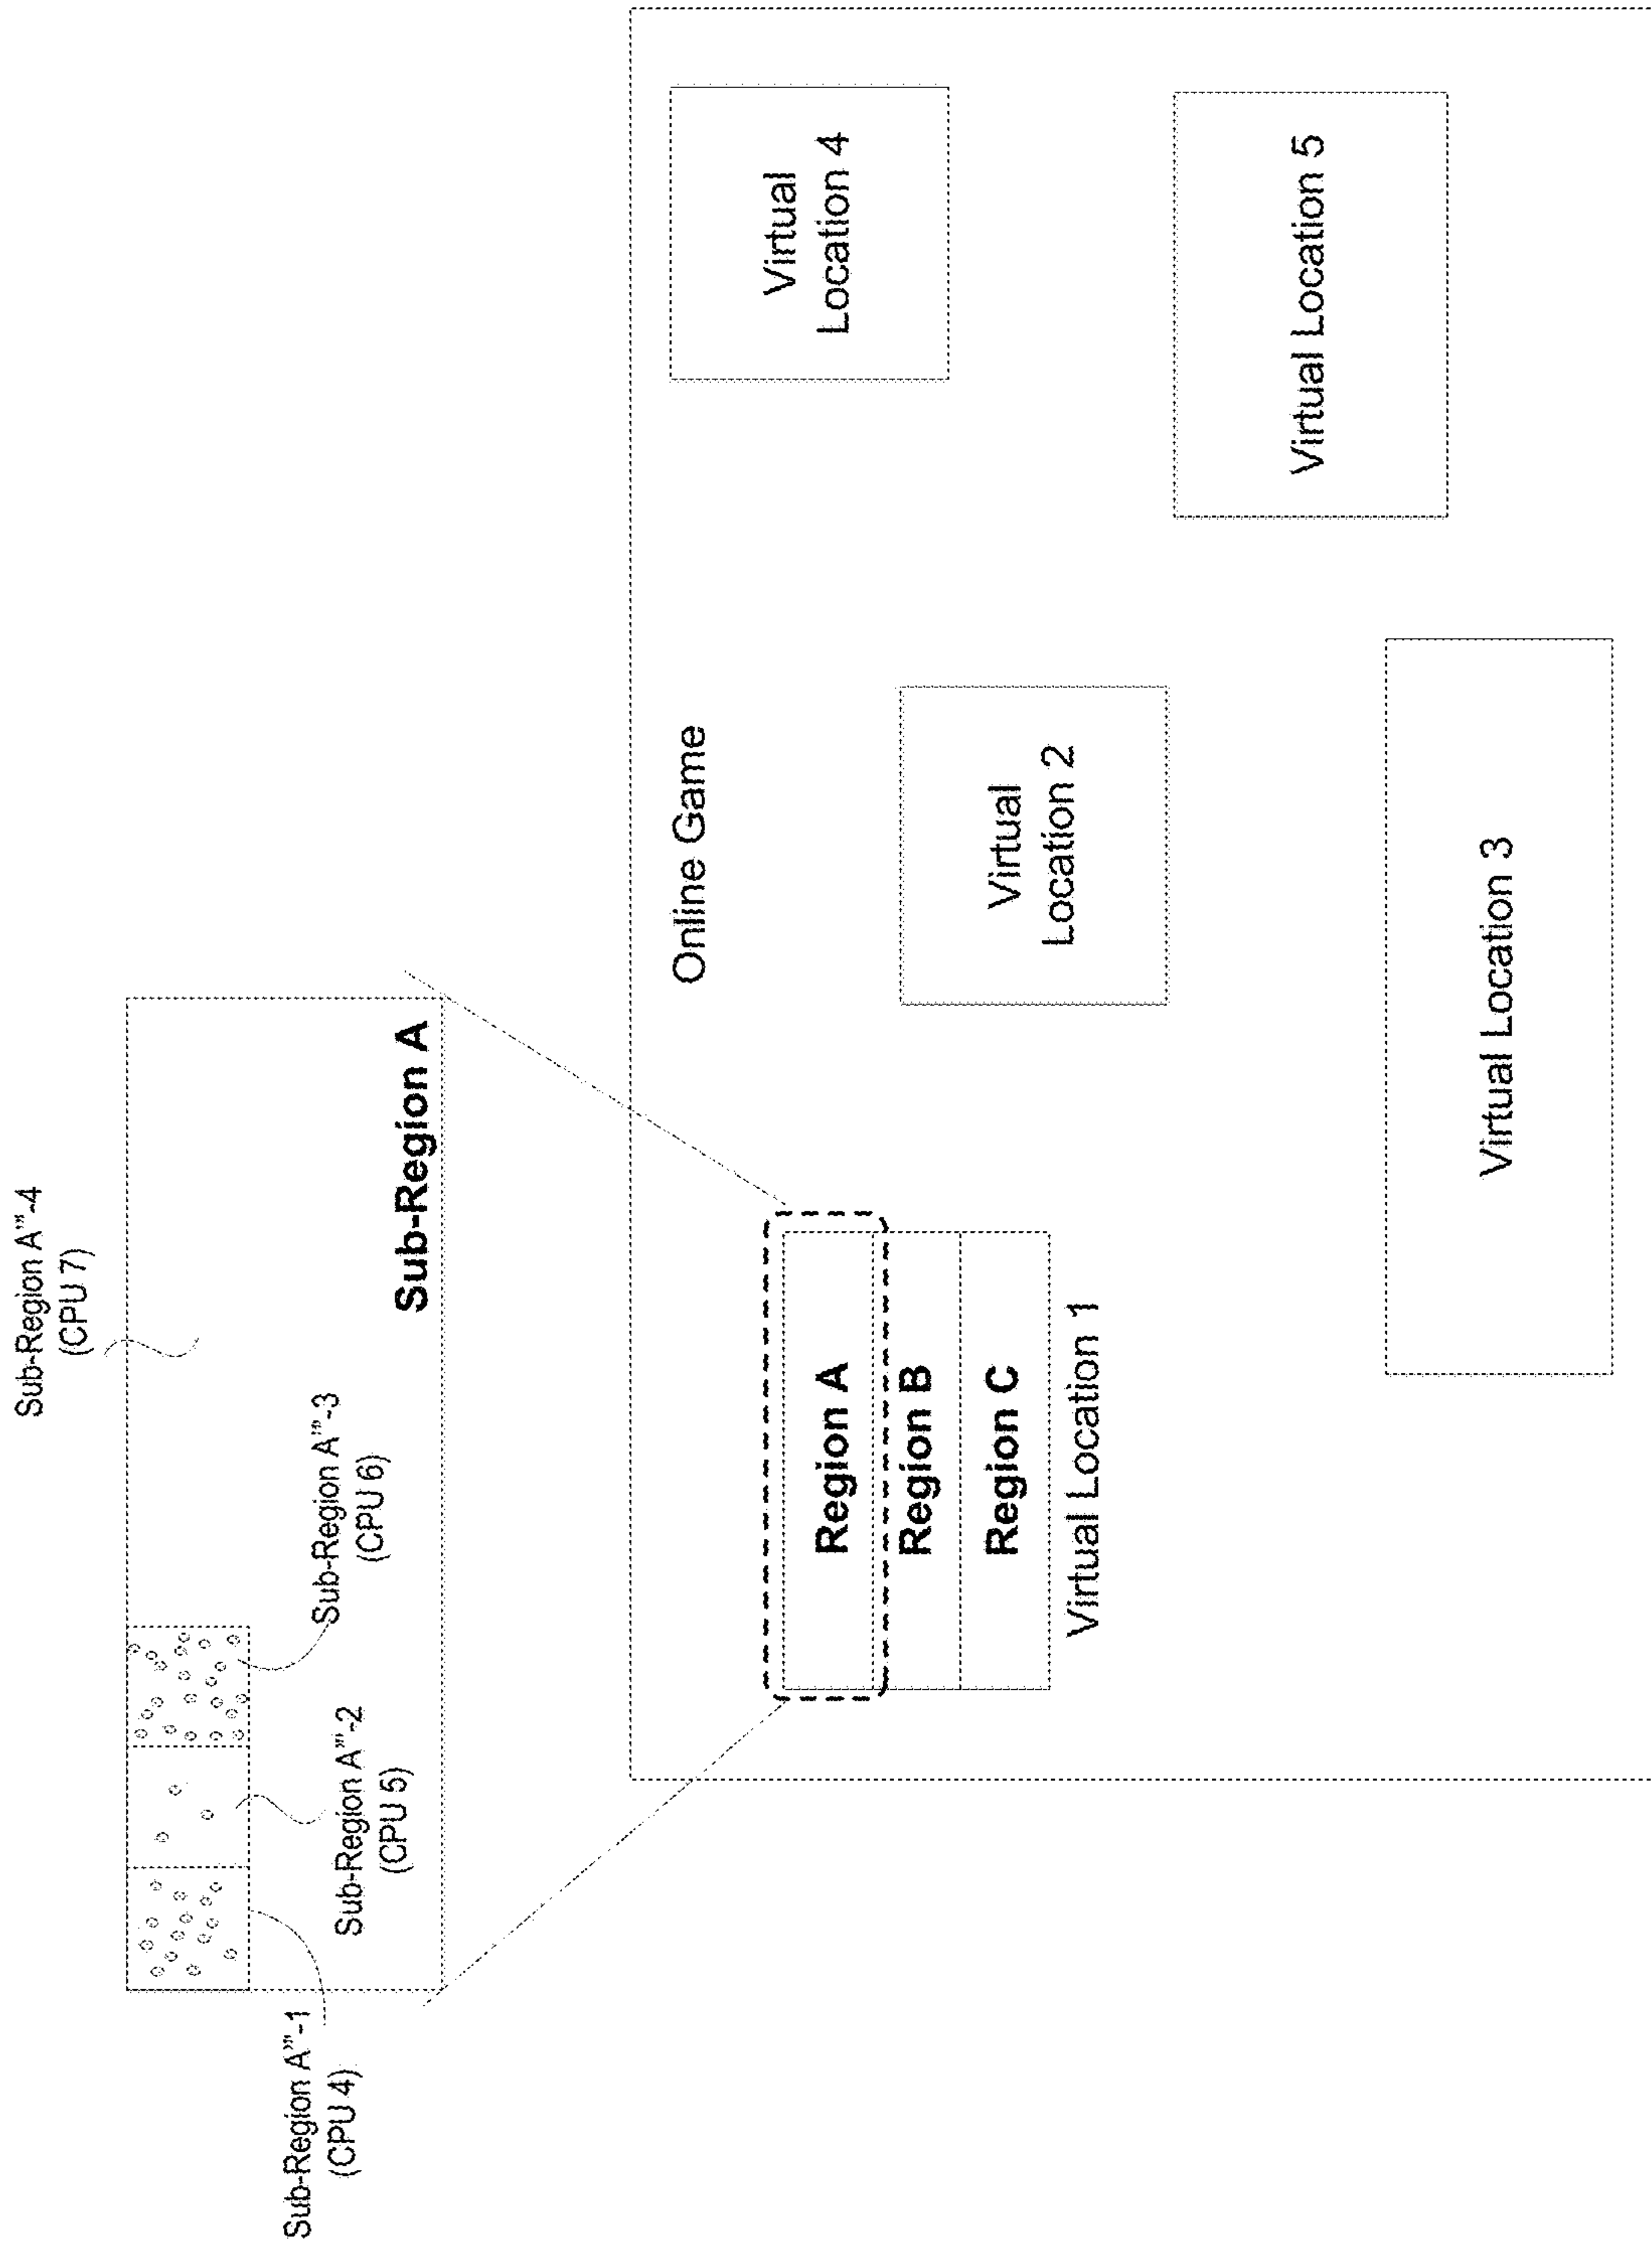 Sub-Region A'''-4
(CPU 7)
Sub-Region A'''-3
(CPU 6)
Sub-Region A'''-2
(CPU 5)
Sub-Region A'''-1
(CPU 4)
Sub-Region A
Online Game
Region A
Region B
Region C
Virtual Location 1
Virtual
Location 2
Virtual Location 3
Virtual
Location 4
Virtual Location 5